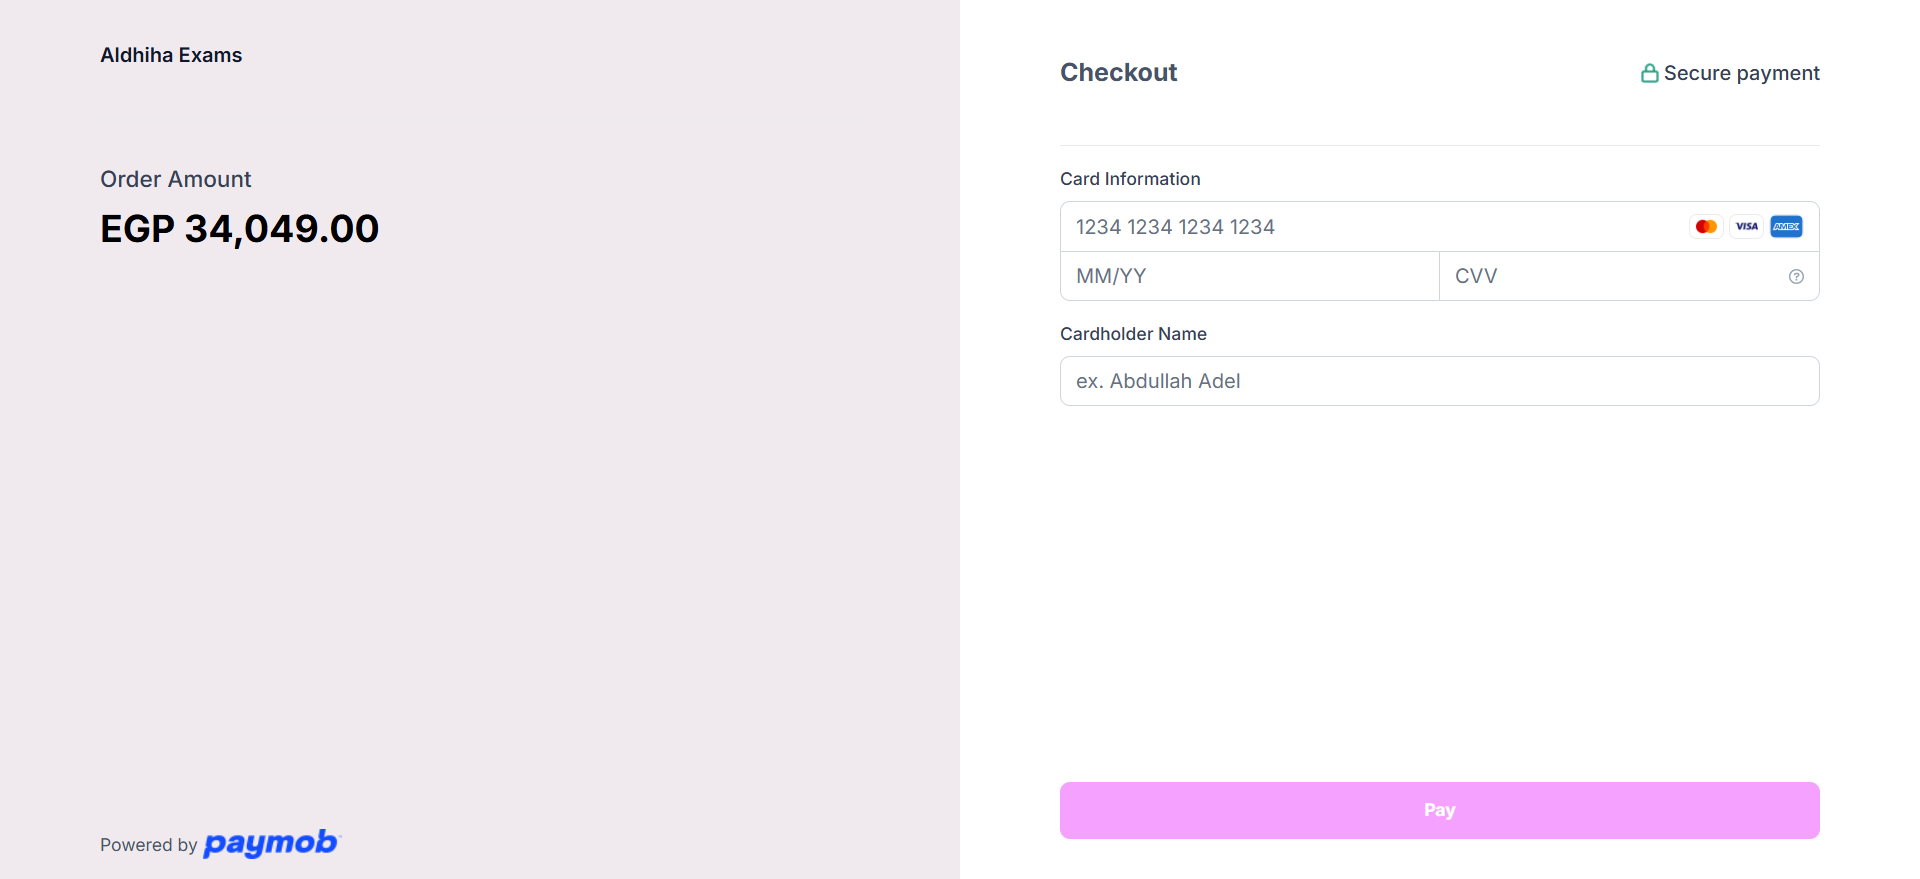 Aldhiha Exams
Order Amount
EGP 34,049.00
Powered by paymob™
Checkout
Secure payment
Card Information
1234 1234 1234 1234
VISA
AMEX
MM/YY
CVV
Cardholder Name
ex. Abdullah Adel
Pay